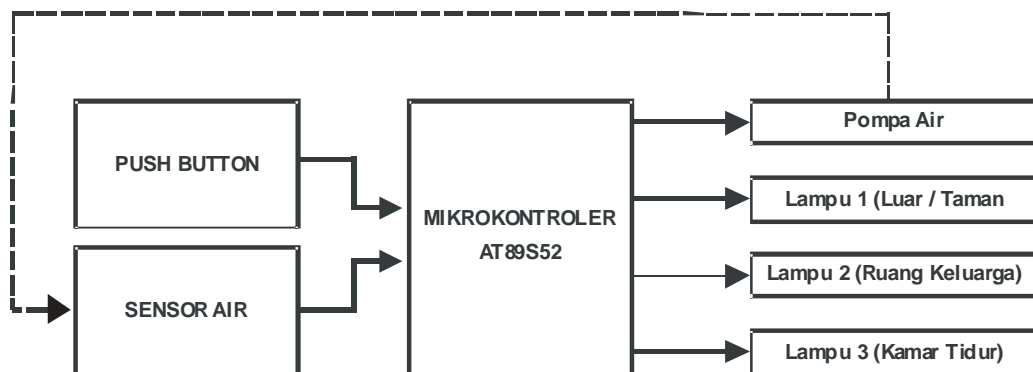 PUSH BUTTON
SENSOR AIR
MIKROKONTROLER
AT89S52
Pompa Air
Lampu 1 (Luar / Taman
Lampu 2 (Ruang Keluarga)
Lampu 3 (Kamar Tidur)